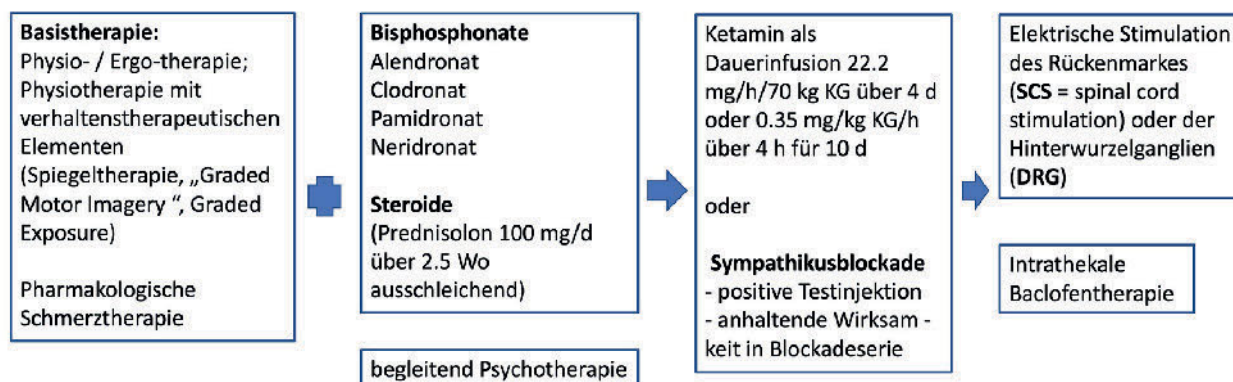 Basistherapie:
Physio- / Ergo-therapie;
Physiotherapie mit
verhaltenstherapeutischen
Elementen
(Spiegeltherapie, „Graded
Motor Imagery “, Graded
Exposure)
Pharmakologische
Schmerztherapie
Bisphosphonate
Alendronat
Clodronat
Pamidronat
Neridronat
Steroide
(Prednisolon 100 mg/d
über 2.5 Wo
ausschleichend)
begleitend Psychotherapie
Ketamin als
Dauerinfusion 22.2
mg/h/70 kg KG über 4 d
oder 0.35 mg/kg KG/h
über 4 h für 10 d
oder
Sympathikusblockade
- positive Testinjektion
- anhaltende Wirksam -
keit in Blockadeserie
Elektrische Stimulation
des Rückenmarkes
(SCS = spinal cord
stimulation) oder der
Hinterwurzelganglien
(DRG)
Intrathekale
Baclofentherapie